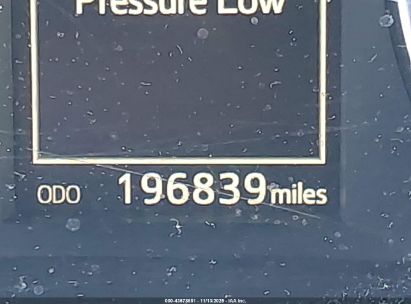 Pressure Low
ODO 196839 miles